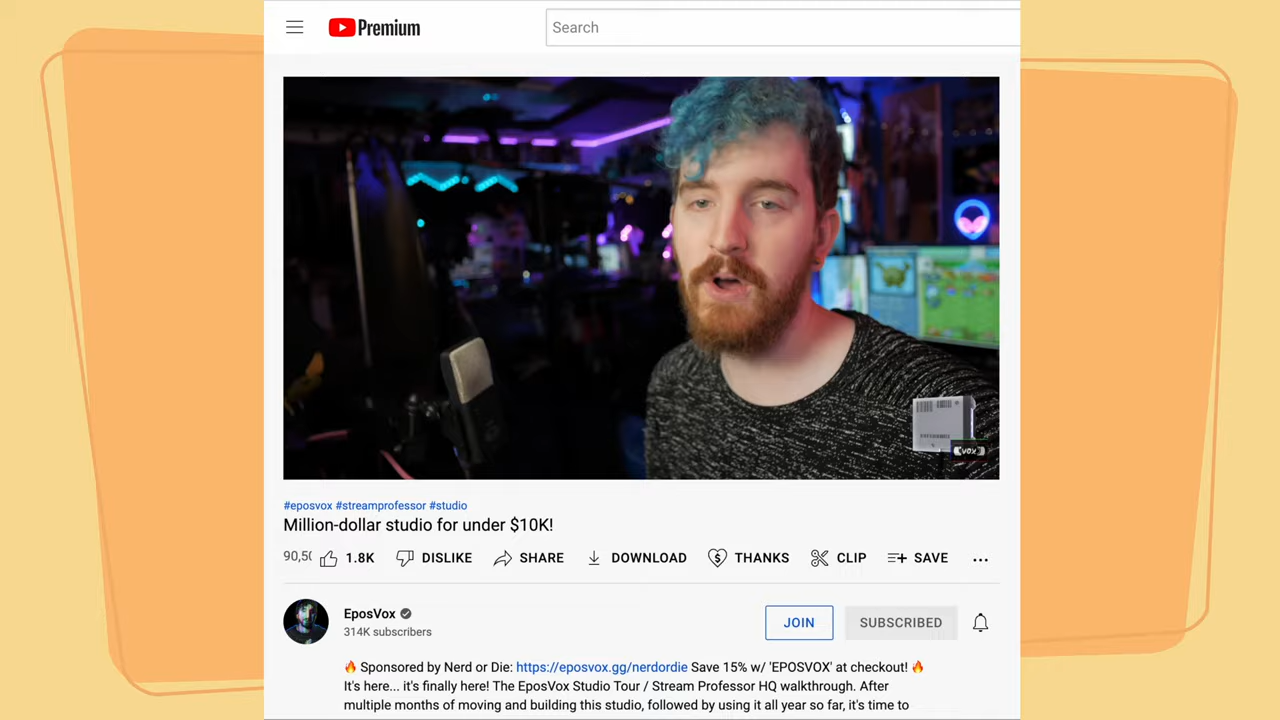 Premium
Search
VOX
#eposvox #streamprofessor #studio
Million-dollar studio for under $10K!
90,50
1.8K
DISLIKE
SHARE
DOWNLOAD
THANKS
CLIP
SAVE
EposVox
314K subscribers
JOIN
SUBSCRIBED
🔥 Sponsored by Nerd or Die: https://eposvox.gg/nerdordie Save 15% w/ 'EPOSVOX' at checkout! 🔥
It's here... it's finally here! The EposVox Studio Tour / Stream Professor HQ walkthrough. After
multiple months of moving and building this studio, followed by using it all year so far, it's time to